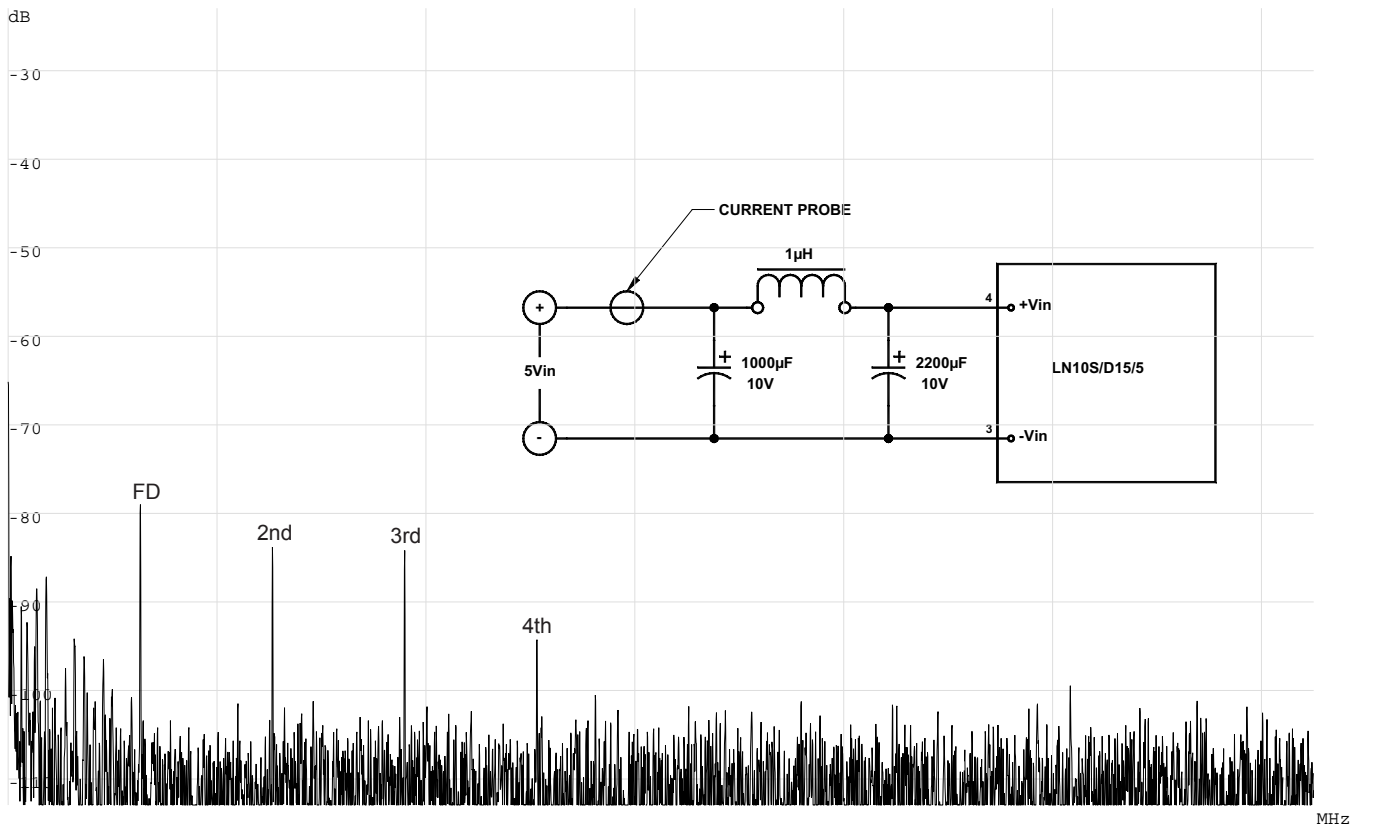 dB
-30
-40
CURRENT PROBE
-50
1µH
4
+Vin
+
-60
5Vin
+
1000µF
10V
+
2200µF
10V
LN10S/D15/5
-70
-
3
-Vin
FD
-80
2nd
3rd
-90
4th
-100
MHz